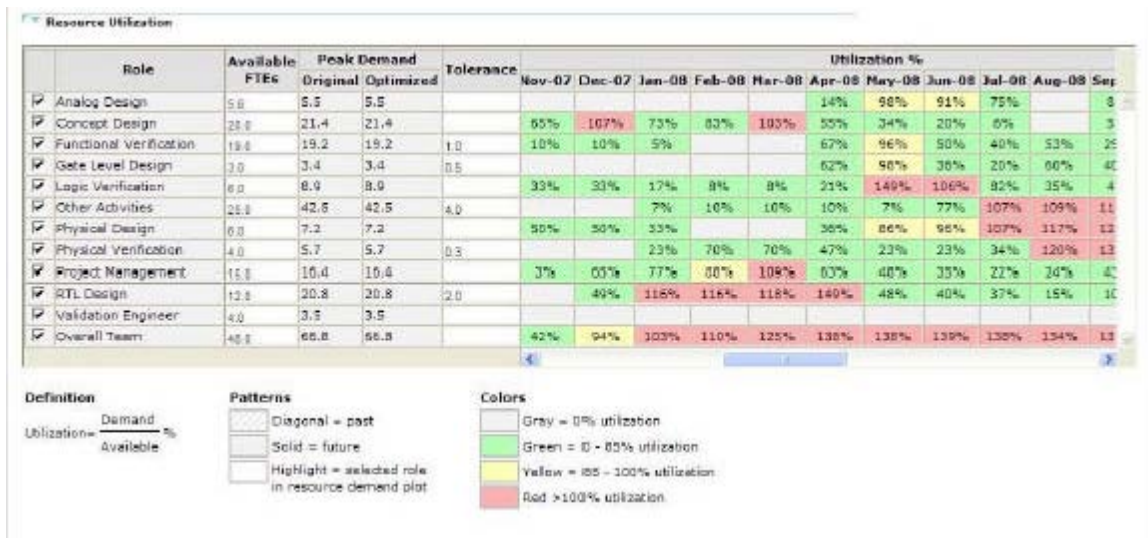 Resource Utilization
Role Available FTEs Peak Demand Tolerance Utilization %
Original Optimized Nov-07 Dec-07 Jan-08 Feb-08 Mar-08 Apr-08 May-08 Jun-08 Jul-08 Aug-08 Sep
Analog Design 5.5 5.5 14% 98% 91% 75%
Concept Design 20.0 21.4 21.4 65% 107% 73% 83% 103% 55% 34% 20% 6%
Functional Verification 19.2 19.2 1.0 10% 10% 5% 67% 96% 50% 40% 53%
Gate Level Design 3.0 3.4 3.4 0.5 62% 98% 20% 60%
Logic Verification 8.9 8.9 33% 33% 17% 8% 8% 21% 149% 106% 82% 35%
Other Activities 42.5 42.5 4.0 7% 10% 10% 10% 7% 77% 107% 109%
Physical Design 7.2 7.2 50% 50% 33% 86% 107% 117%
Physical Verification 4.0 5.7 5.7 0.3 23% 70% 70% 47% 23% 23% 34% 120%
Project Management 16.4 16.4 3% 65% 77% 88% 109% 48% 35% 22% 24%
RTL Design 12.0 20.8 20.8 2.0 49% 116% 116% 118% 149% 48% 40% 37% 15%
Validation Engineer 4.0 3.5 3.5
Overall Team 66.8 66.8 42% 94% 103% 110% 125% 138% 139% 138% 134%
Definition Patterns Colors
Utilization= Demand Available %
Diagonal = past Gray = 0% utilization
Solid = future Green = 0 - 85% utilization
Highlight = selected role Yellow = 85 - 100% utilization
in resource demand plot Red >100% utilization